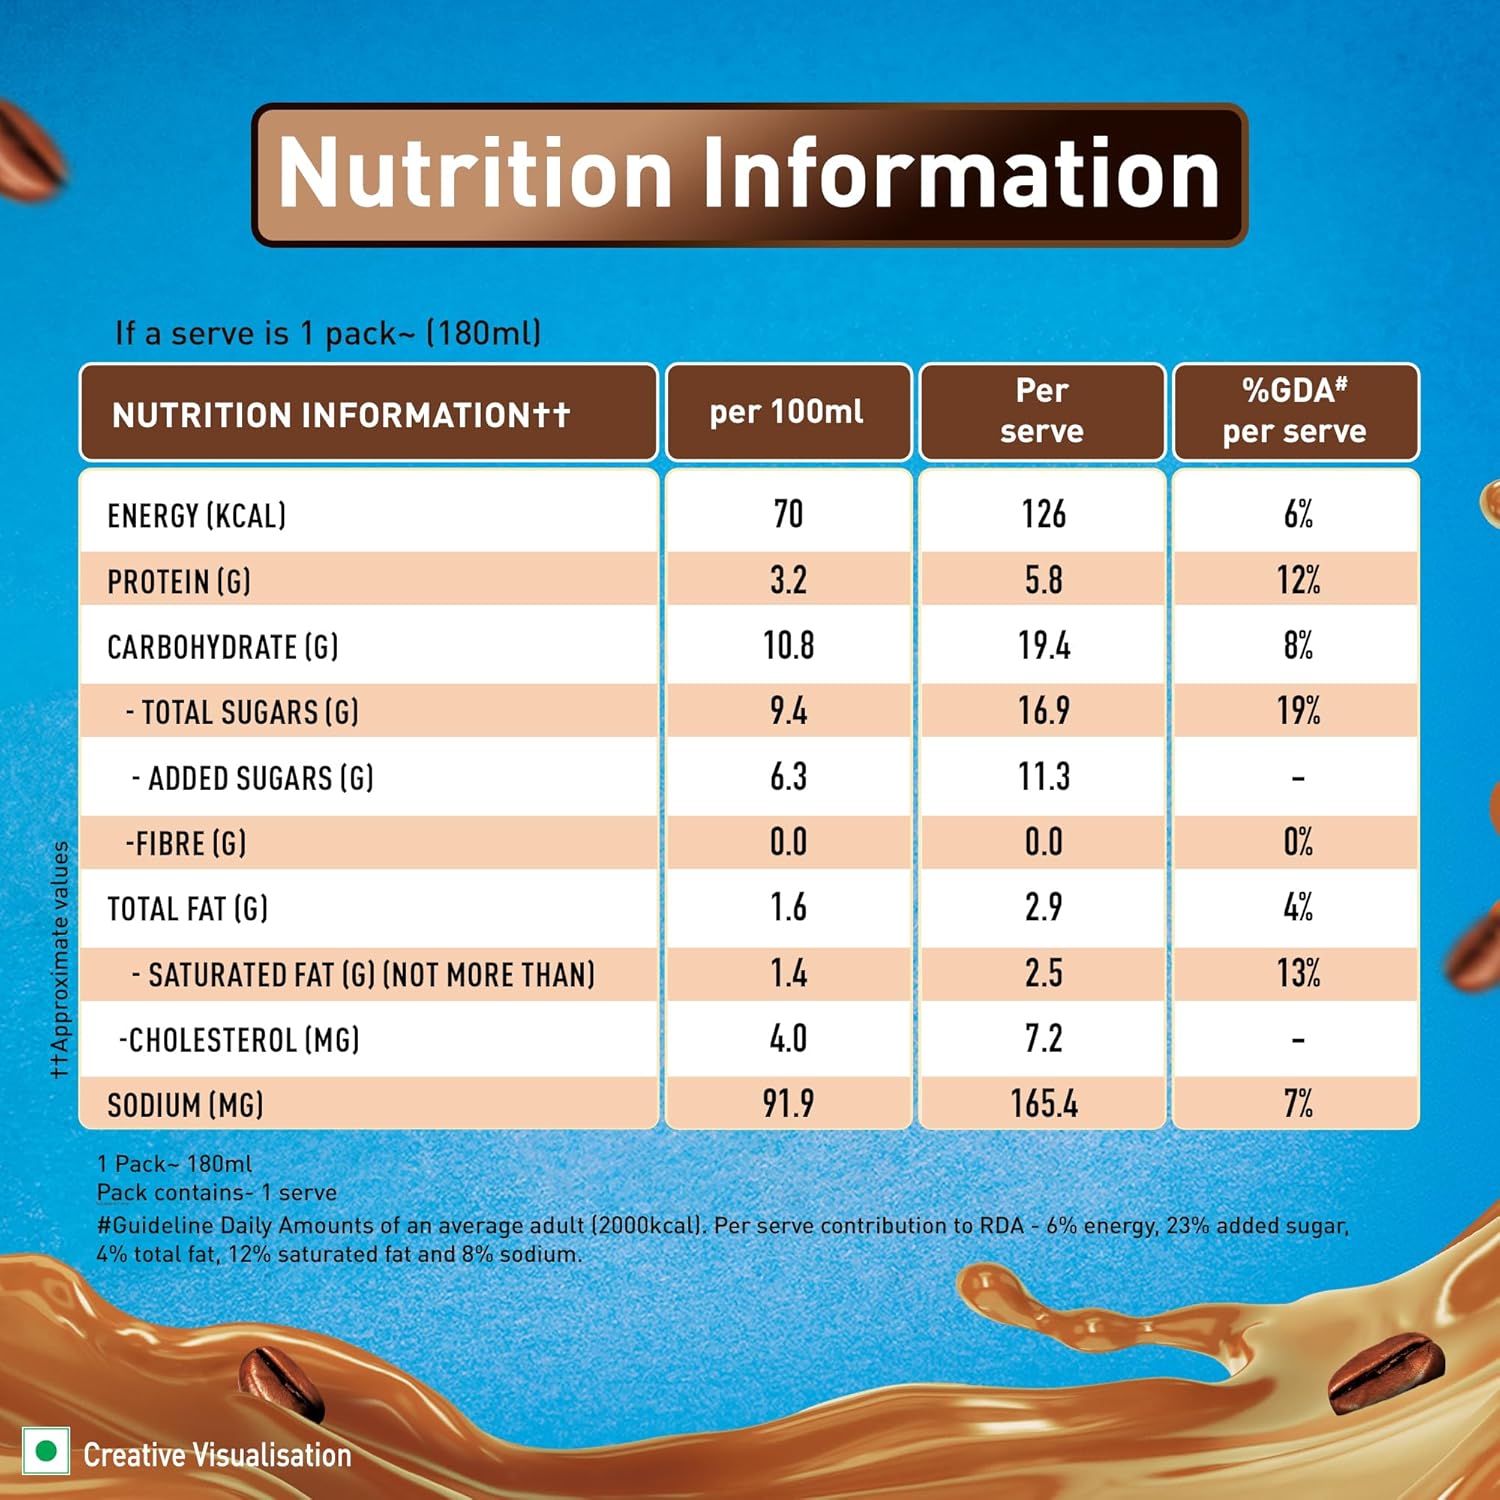 Nutrition Information
If a serve is 1 pack~ (180ml)
NUTRITION INFORMATION†† per 100ml Per serve %GDA# per serve
ENERGY (KCAL) 70 126 6%
PROTEIN (G) 3.2 5.8 12%
CARBOHYDRATE (G) 10.8 19.4 8%
- TOTAL SUGARS (G) 9.4 16.9 19%
- ADDED SUGARS (G) 6.3 11.3 -
-FIBRE (G) 0.0 0.0 0%
TOTAL FAT (G) 1.6 2.9 4%
- SATURATED FAT (G) (NOT MORE THAN) 1.4 2.5 13%
-CHOLESTEROL (MG) 4.0 7.2 -
SODIUM (MG) 91.9 165.4 7%
††Approximate values
1 Pack~ 180ml
Pack contains- 1 serve
#Guideline Daily Amounts of an average adult (2000kcal). Per serve contribution to RDA - 6% energy, 23% added sugar,
4% total fat, 12% saturated fat and 8% sodium.
Creative Visualisation